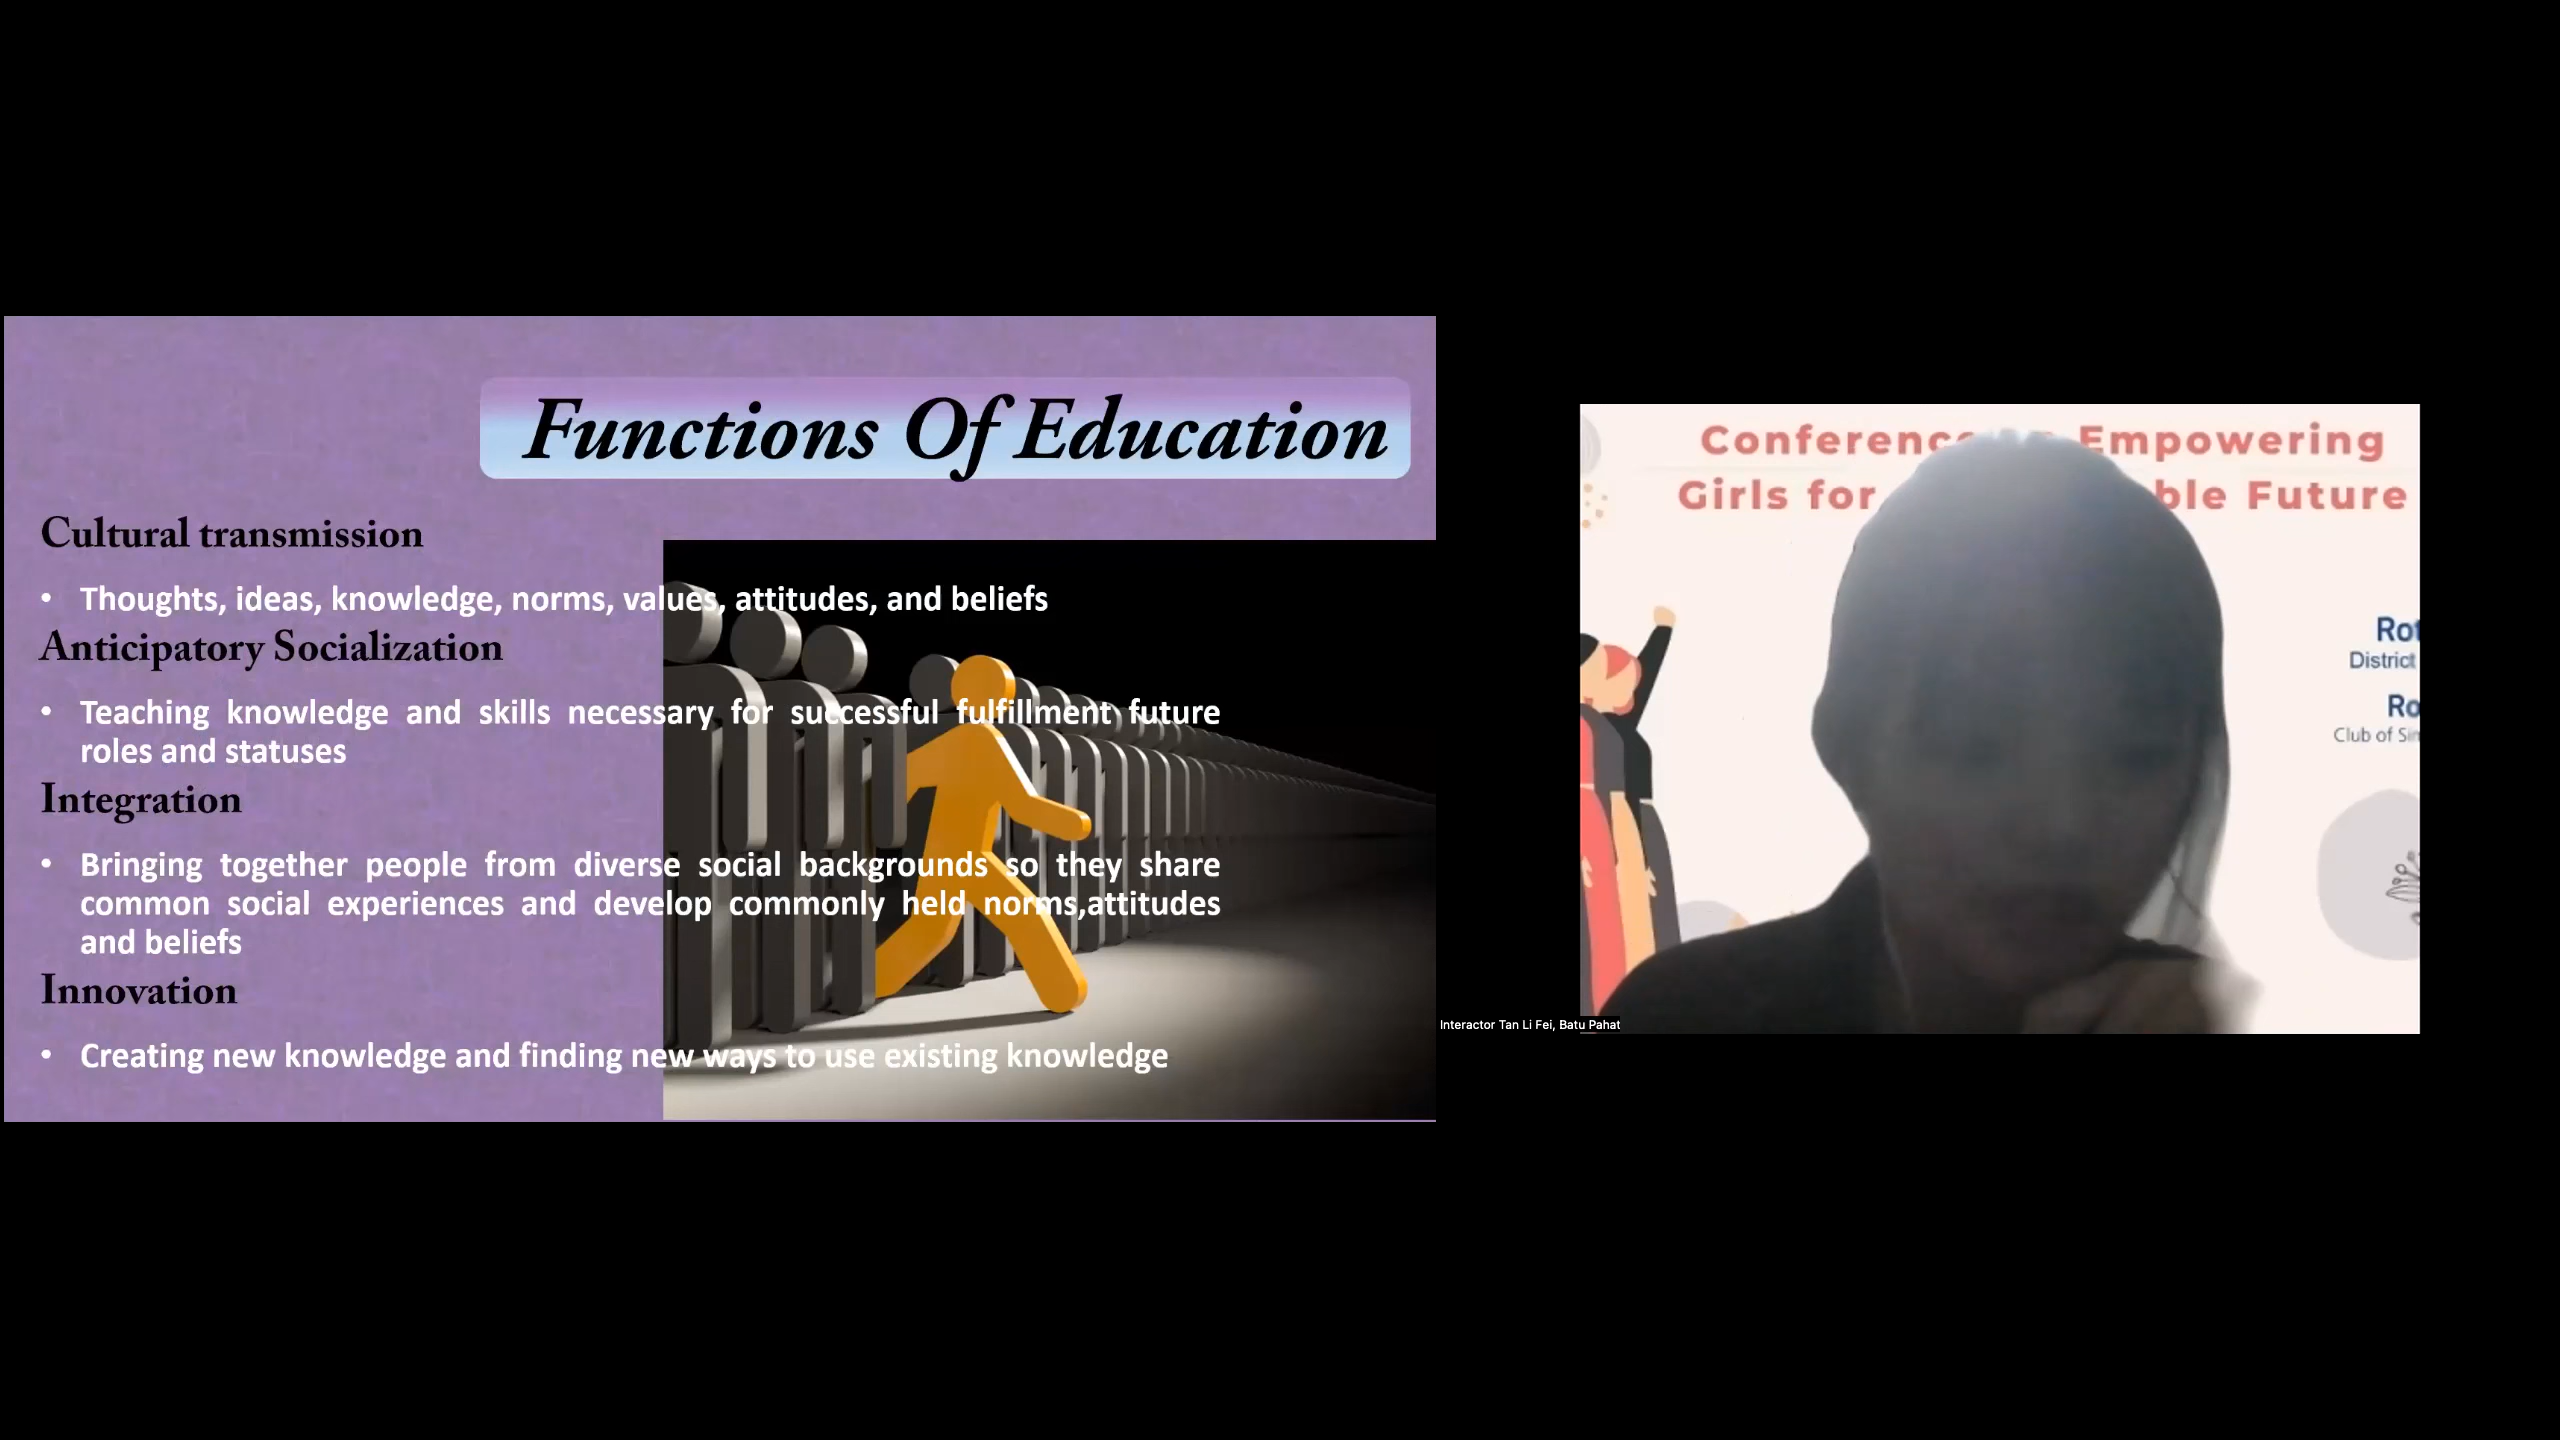 Functions Of Education
Cultural transmission
• Thoughts, ideas, knowledge, norms, values, attitudes, and beliefs
Anticipatory Socialization
• Teaching knowledge and skills necessary for successful fulfillment future
roles and statuses
Integration
• Bringing together people from diverse social backgrounds so they share
common social experiences and develop commonly held norms,attitudes
and beliefs
Innovation
• Creating new knowledge and finding new ways to use existing knowledge
Conference Empowering
Girls for Future
District
Club of
Interactor Tan Li Fei, Batu Pahat